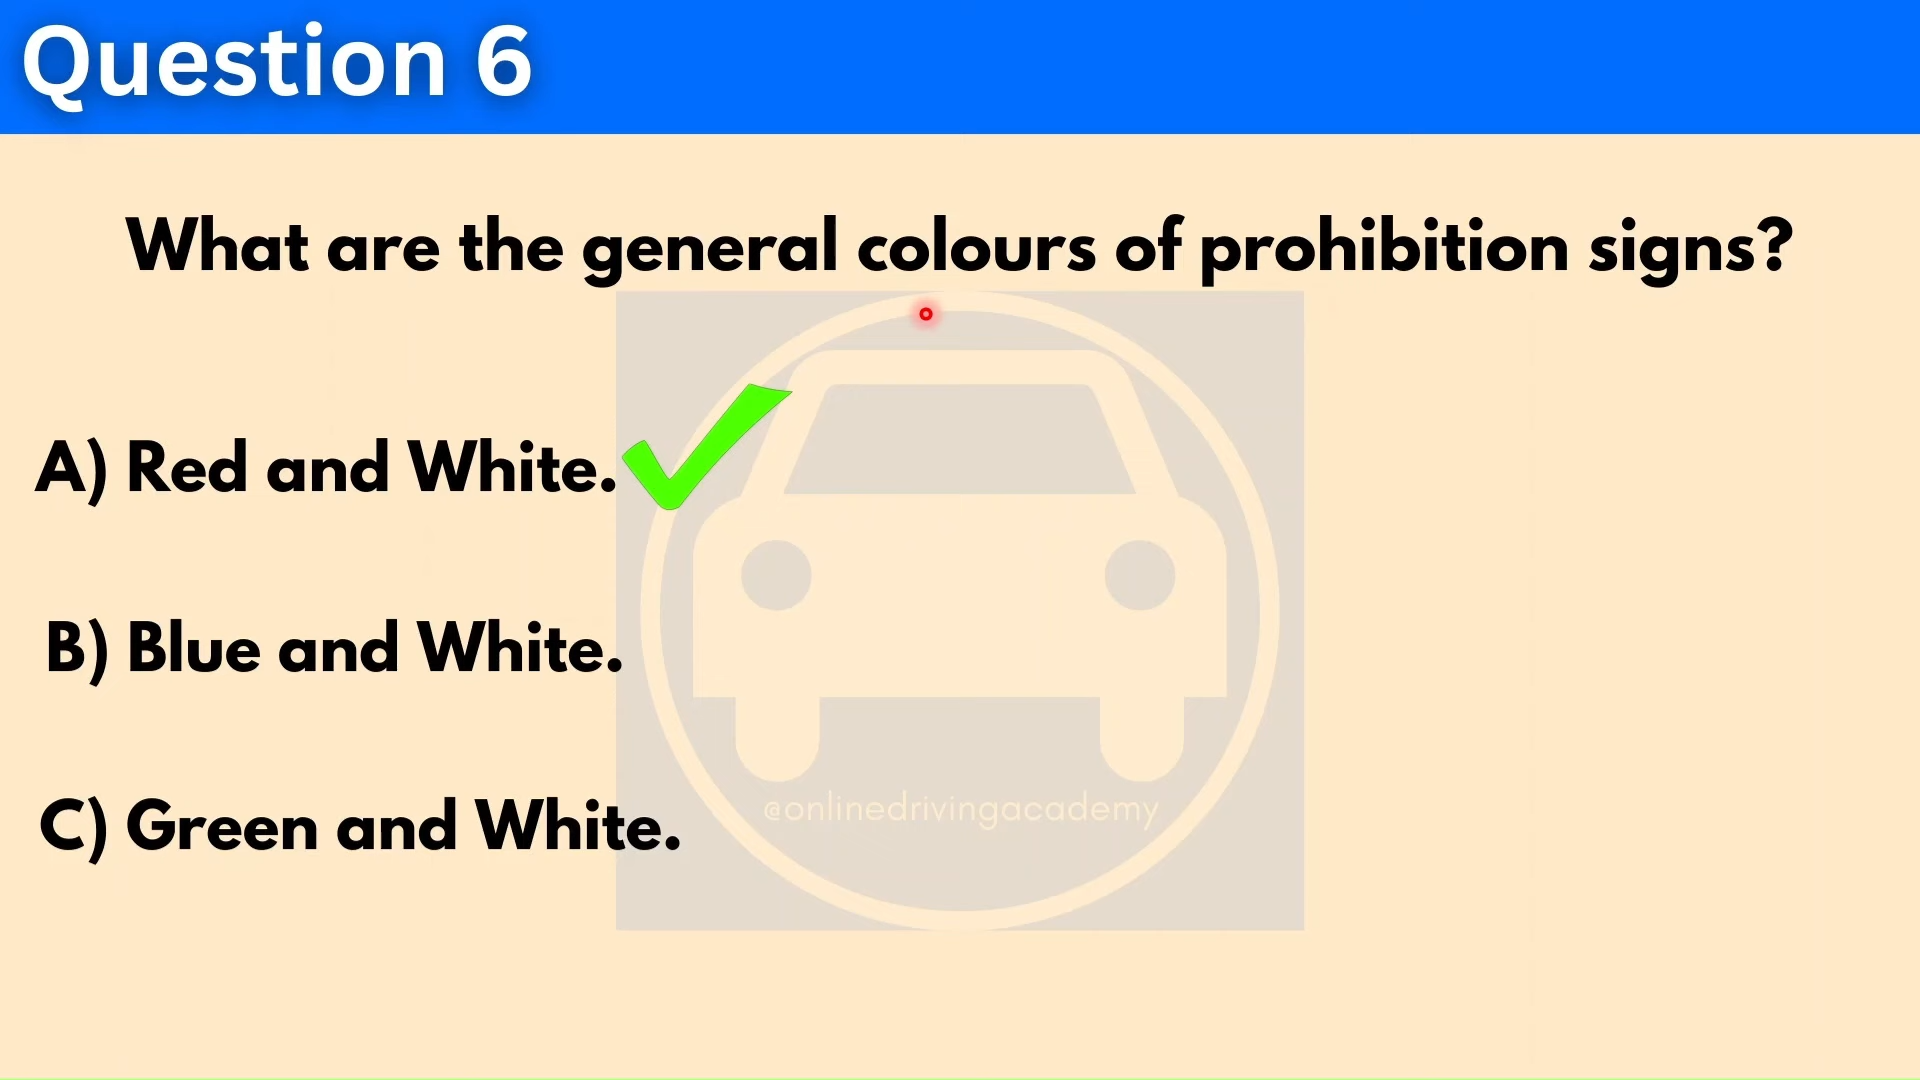 Question 6
What are the general colours of prohibition signs?
A) Red and White.
B) Blue and White.
C) Green and White.
@onlinedrivingacademy